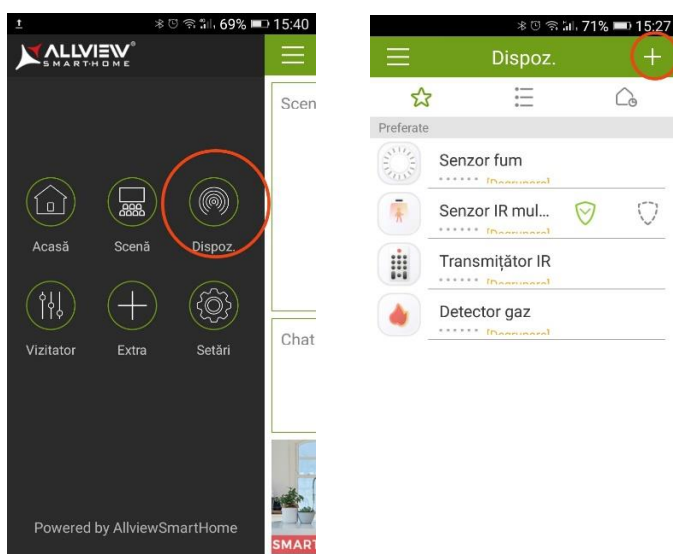 69% 15:40
ALLVIEW®
SMARTHOME
Scen
Acasă Scenă Dispoz.
Vizitator Extra Setări
Chat
Powered by AllviewSmartHome
SMART
71% 15:27
Dispoz.
Preferate
Senzor fum
Senzor IR mul...
Transmițător IR
Detector gaz